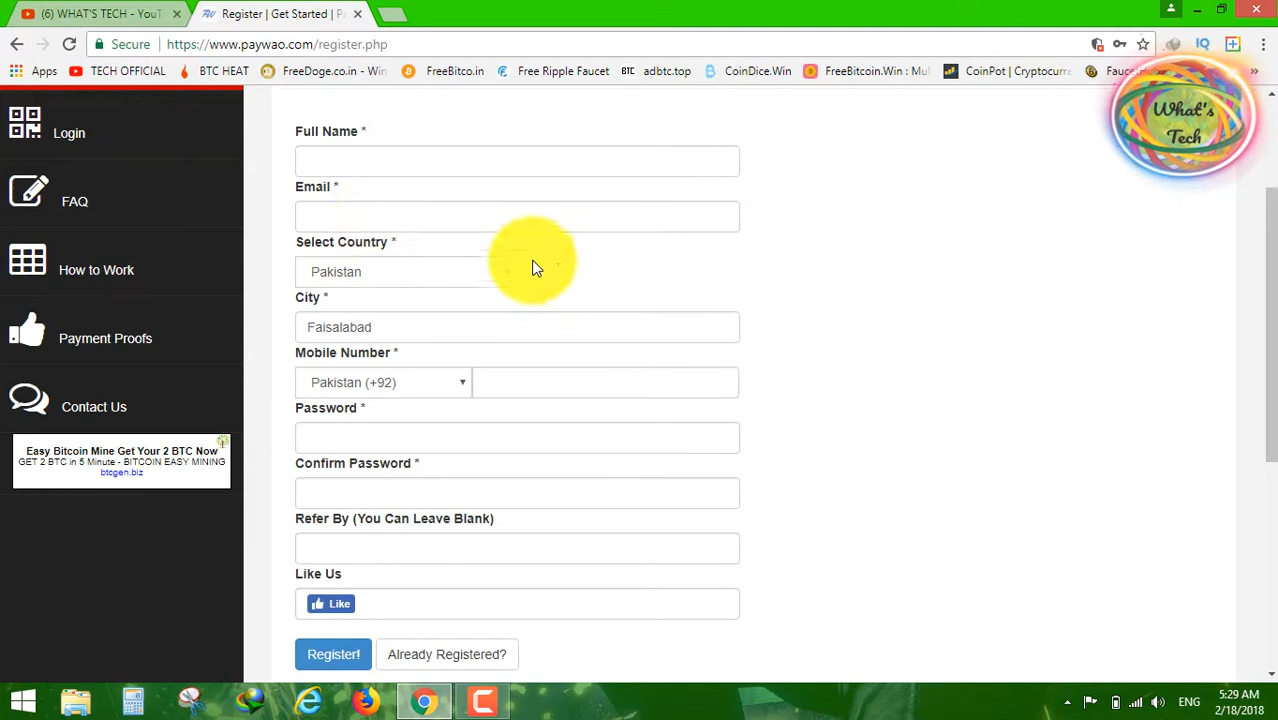 (6) WHAT'S TECH - YouT
Register | Get Started | Pa
Secure
https://www.paywao.com/register.php
Apps
TECH OFFICIAL
BTC HEAT
FreeDoge.co.in - Win
FreeBitco.in
Free Ripple Faucet
BTC
adbtc.top
CoinDice.Win
FreeBitcoin.Win : Mul
CoinPot | Cryptocurr
What's
Tech
Login
FAQ
How to Work
Payment Proofs
Contact Us
Easy Bitcoin Mine Get Your 2 BTC Now
GET 2 BTC in 5 Minute - BITCOIN EASY MINING
btcgen.biz
Full Name *
Email *
Select Country *
Pakistan
City *
Faisalabad
Mobile Number *
Pakistan (+92)
Password *
Confirm Password *
Refer By (You Can Leave Blank)
Like Us
Like
Register!
Already Registered?
ENG
5:29 AM
2/18/2018